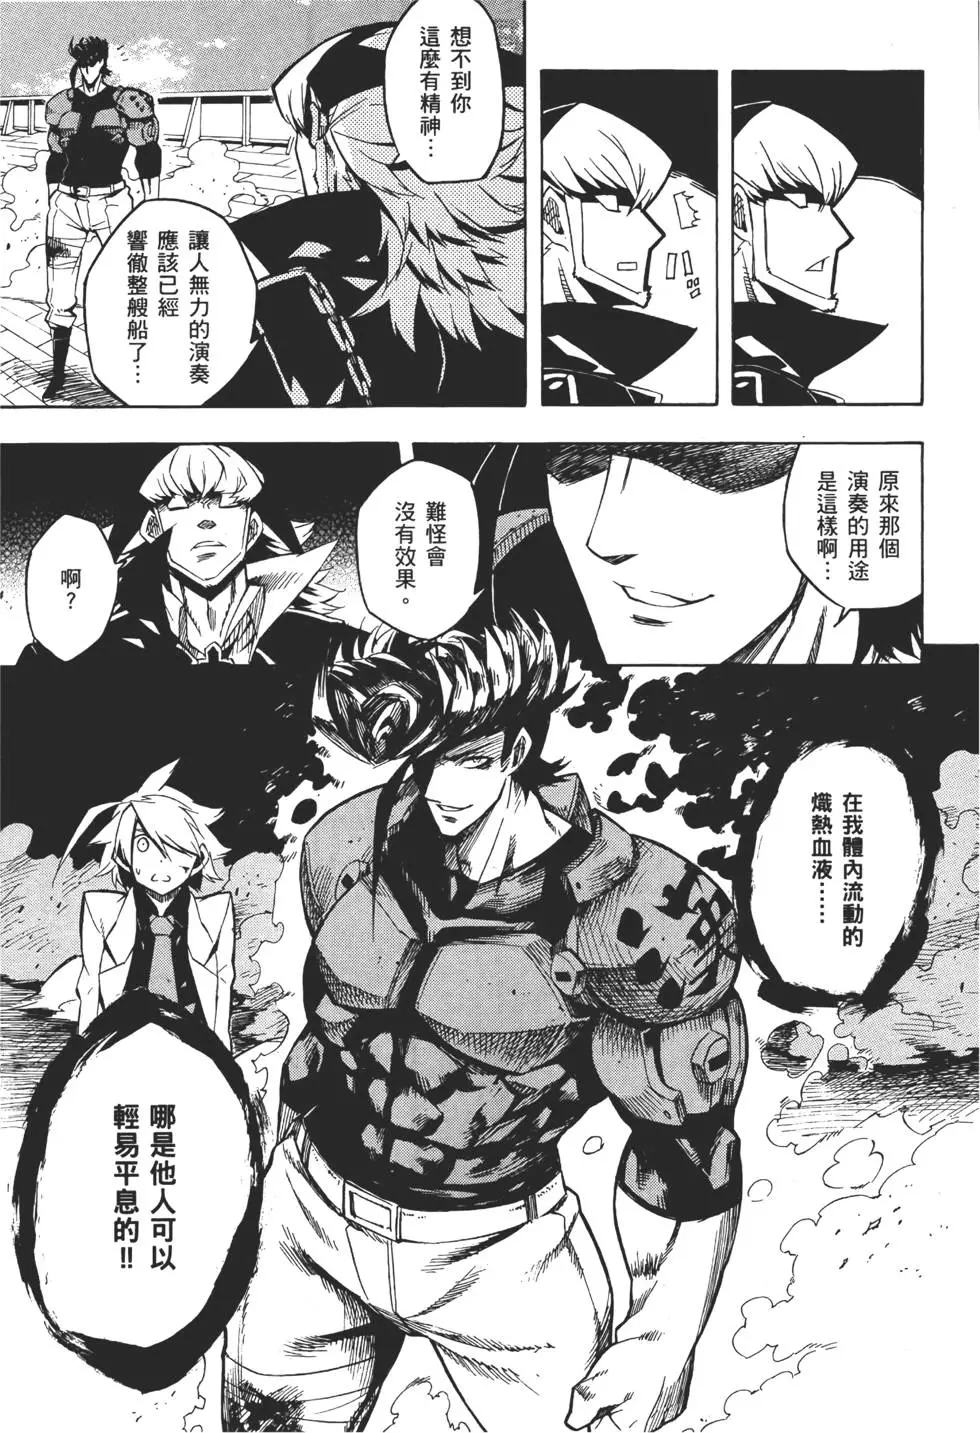 想不到你
這麼有精神…
讓人無力的演奏
應該已經
響徹整艘船了…
原來那個
演奏的用途
是這樣啊…
難怪會
沒有效果。
啊？
在我體內流動的
熾熱血液……
哪是他人可以
輕易平息的!!